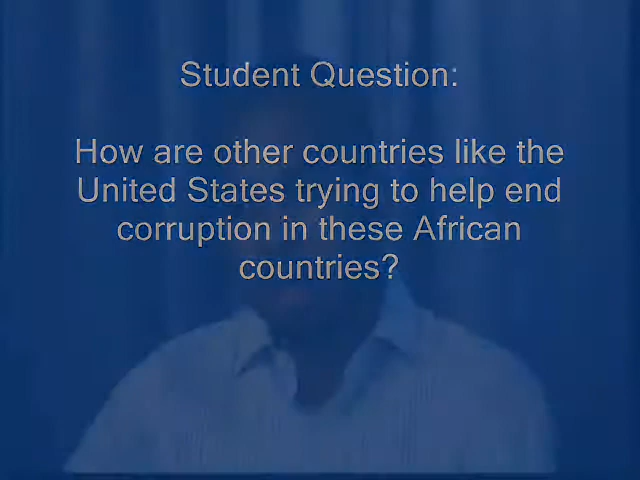 Student Question:
How are other countries like the
United States trying to help end
corruption in these African
countries?